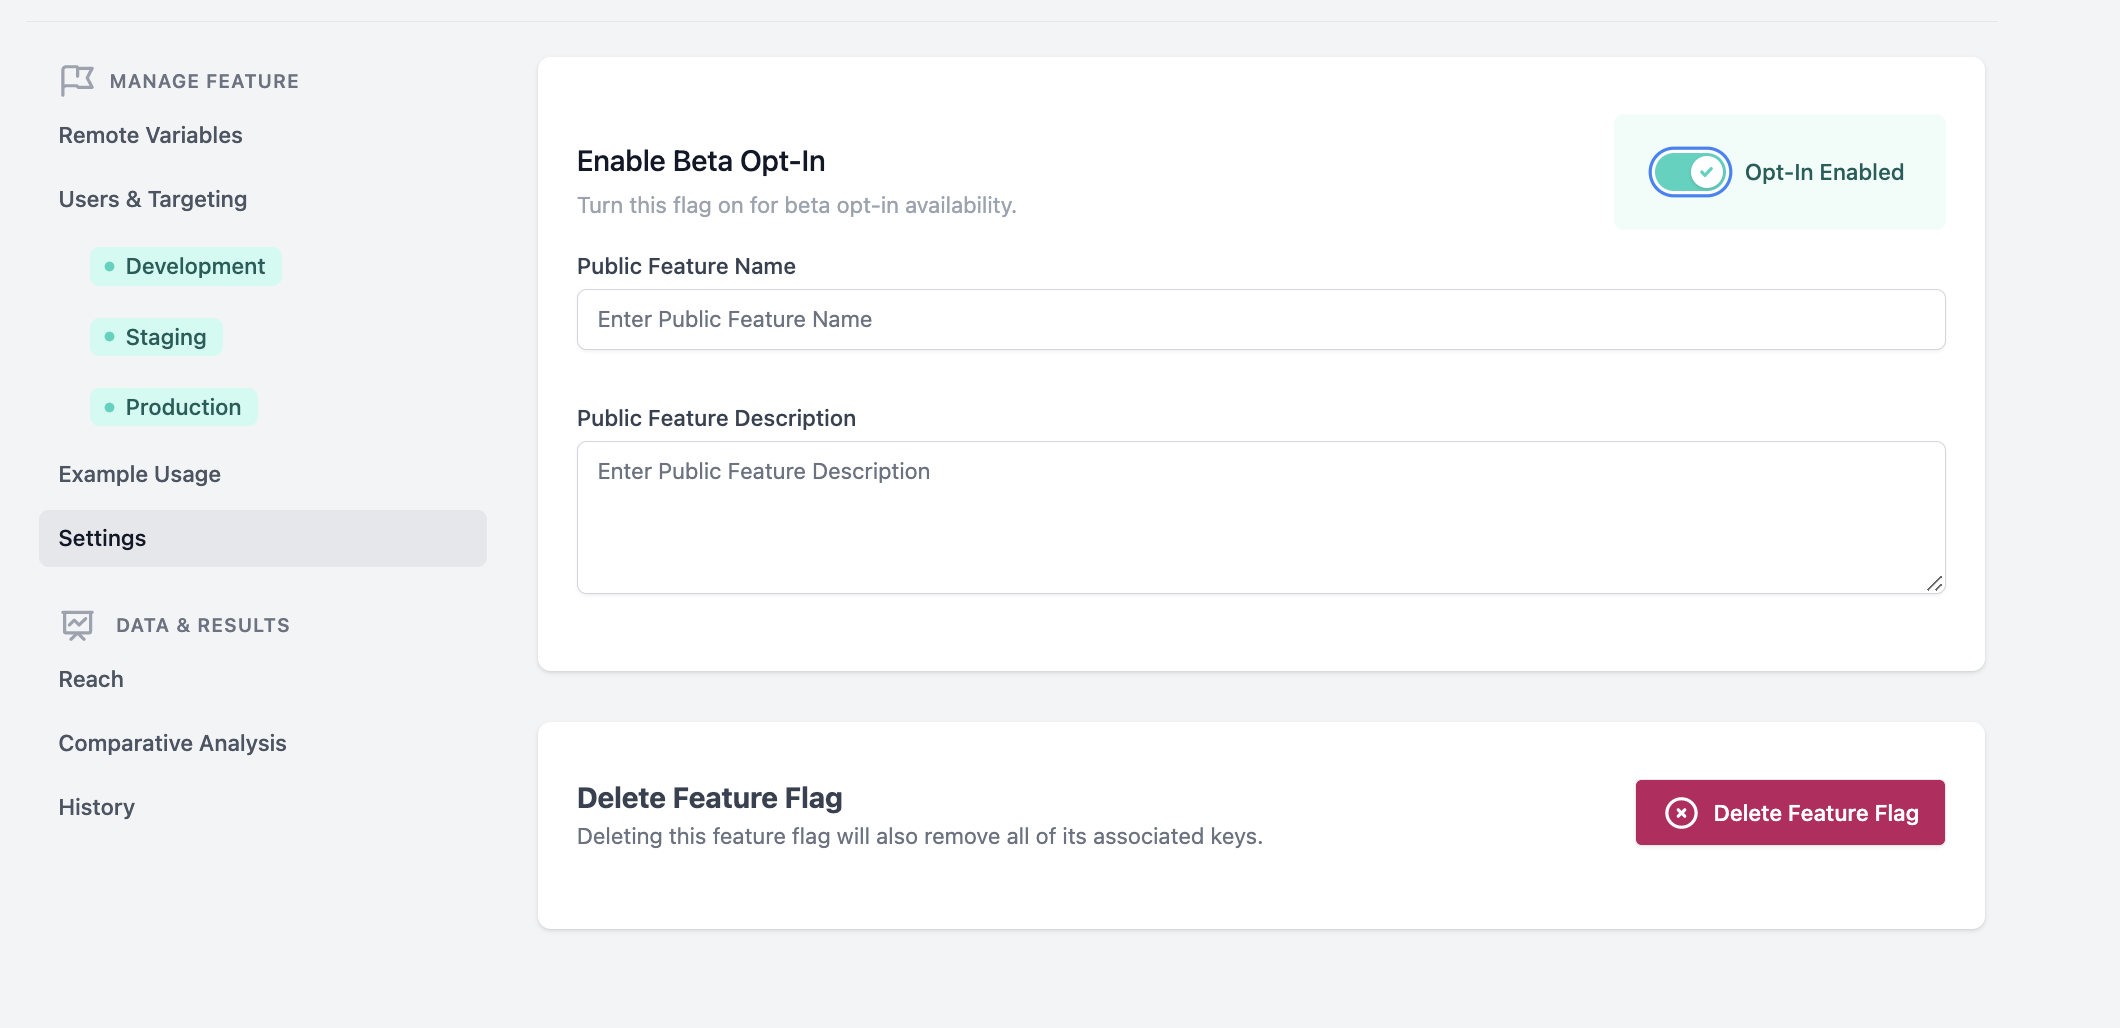 MANAGE FEATURE
Remote Variables
Users & Targeting
Development
Staging
Production
Example Usage
Settings
DATA & RESULTS
Reach
Comparative Analysis
History
Enable Beta Opt-In
Turn this flag on for beta opt-in availability.
Opt-In Enabled
Public Feature Name
Enter Public Feature Name
Public Feature Description
Enter Public Feature Description
Delete Feature Flag
Deleting this feature flag will also remove all of its associated keys.
Delete Feature Flag